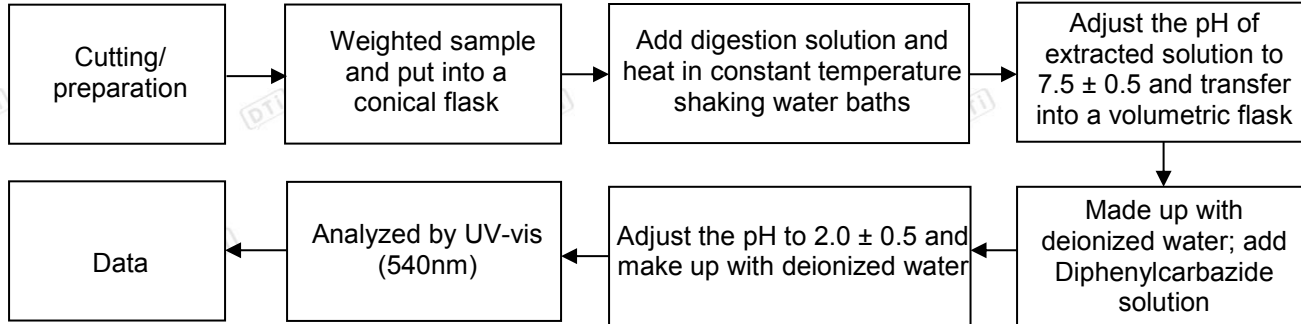 Cutting/
preparation
Weighted sample
and put into a
conical flask
Add digestion solution and
heat in constant temperature
shaking water baths
Adjust the pH of
extracted solution to
7.5 ± 0.5 and transfer
into a volumetric flask
Made up with
deionized water; add
Diphenylcarbazide
solution
Adjust the pH to 2.0 ± 0.5 and
make up with deionized water
Analyzed by UV-vis
(540nm)
Data
DTi